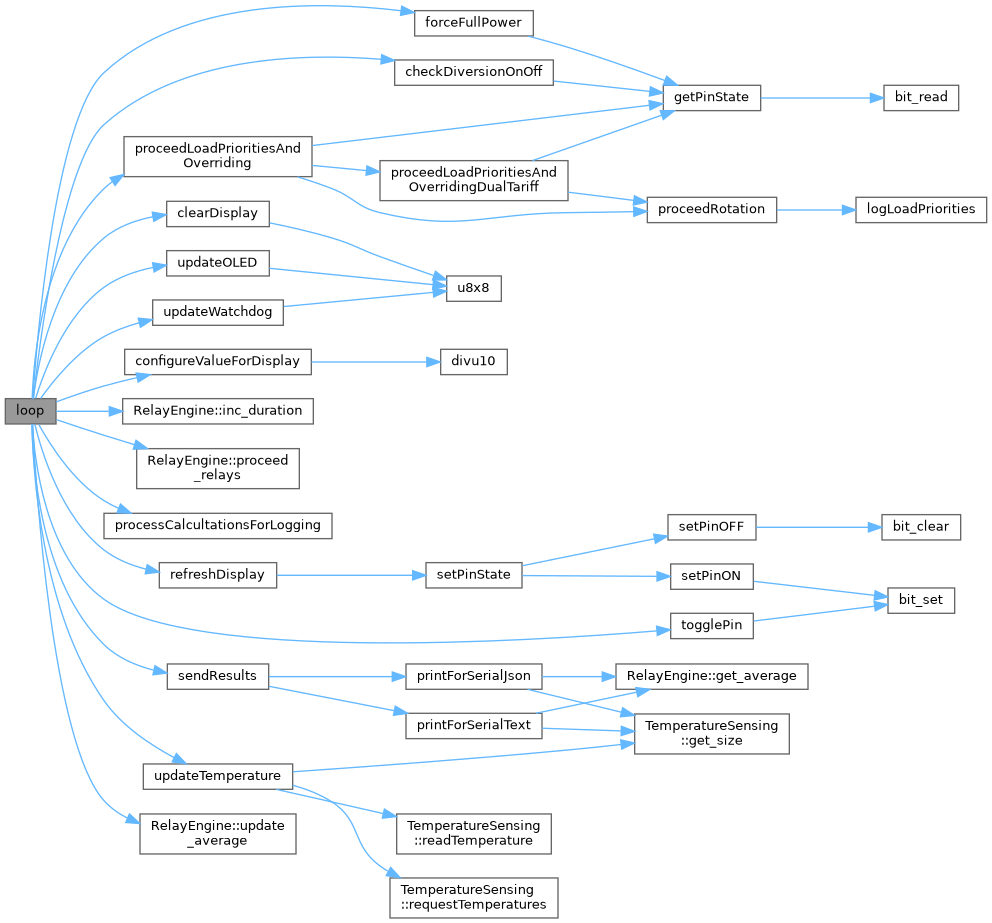 forceFullPower
checkDiversionOnOff
getPinState
bit_read
proceedLoadPrioritiesAnd
Overriding
proceedLoadPrioritiesAnd
OverridingDualTariff
proceedRotation
logLoadPriorities
clearDisplay
updateOLED
u8x8
updateWatchdog
configureValueForDisplay
divu10
loop
RelayEngine::inc_duration
RelayEngine::proceed
_relays
processCalcultationsForLogging
setPinOFF
bit_clear
refreshDisplay
setPinState
setPinON
bit_set
togglePin
sendResults
printForSerialJson
RelayEngine::get_average
printForSerialText
TemperatureSensing
::get_size
updateTemperature
RelayEngine::update
_average
TemperatureSensing
::readTemperature
TemperatureSensing
::requestTemperatures